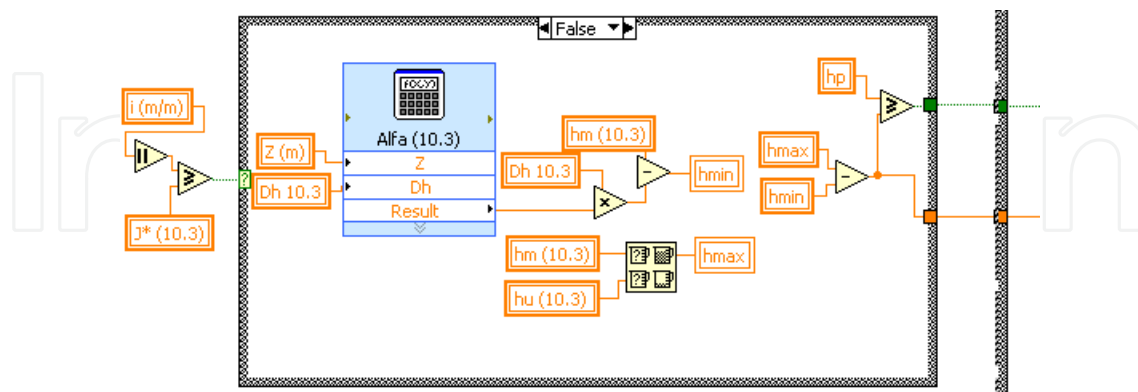 False
hp
i (m/m)
f(X,Y)
Alfa (10.3)
Z (m)
Z
Dh 10.3
Dh
Result
hm (10.3)
Dh 10.3
hmin
hmax
hmin
?
J* (10.3)
hm (10.3)
hu (10.3)
hmax